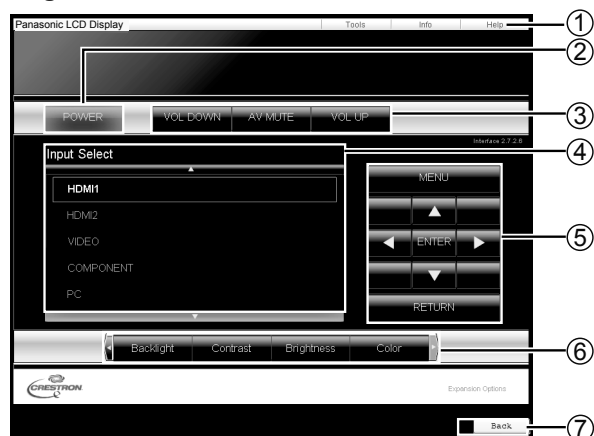 Panasonic LCD Display Tools Info Help ①
②
POWER VOL DOWN AV MUTE VOL UP ③
Interface 2.7.2.8
Input Select ④
HDMI1
HDMI2
VIDEO
COMPONENT
PC
MENU
ENTER ⑤
RETURN
Backlight Contrast Brightness Color ⑥
CRESTRON Expansion Options
Back ⑦